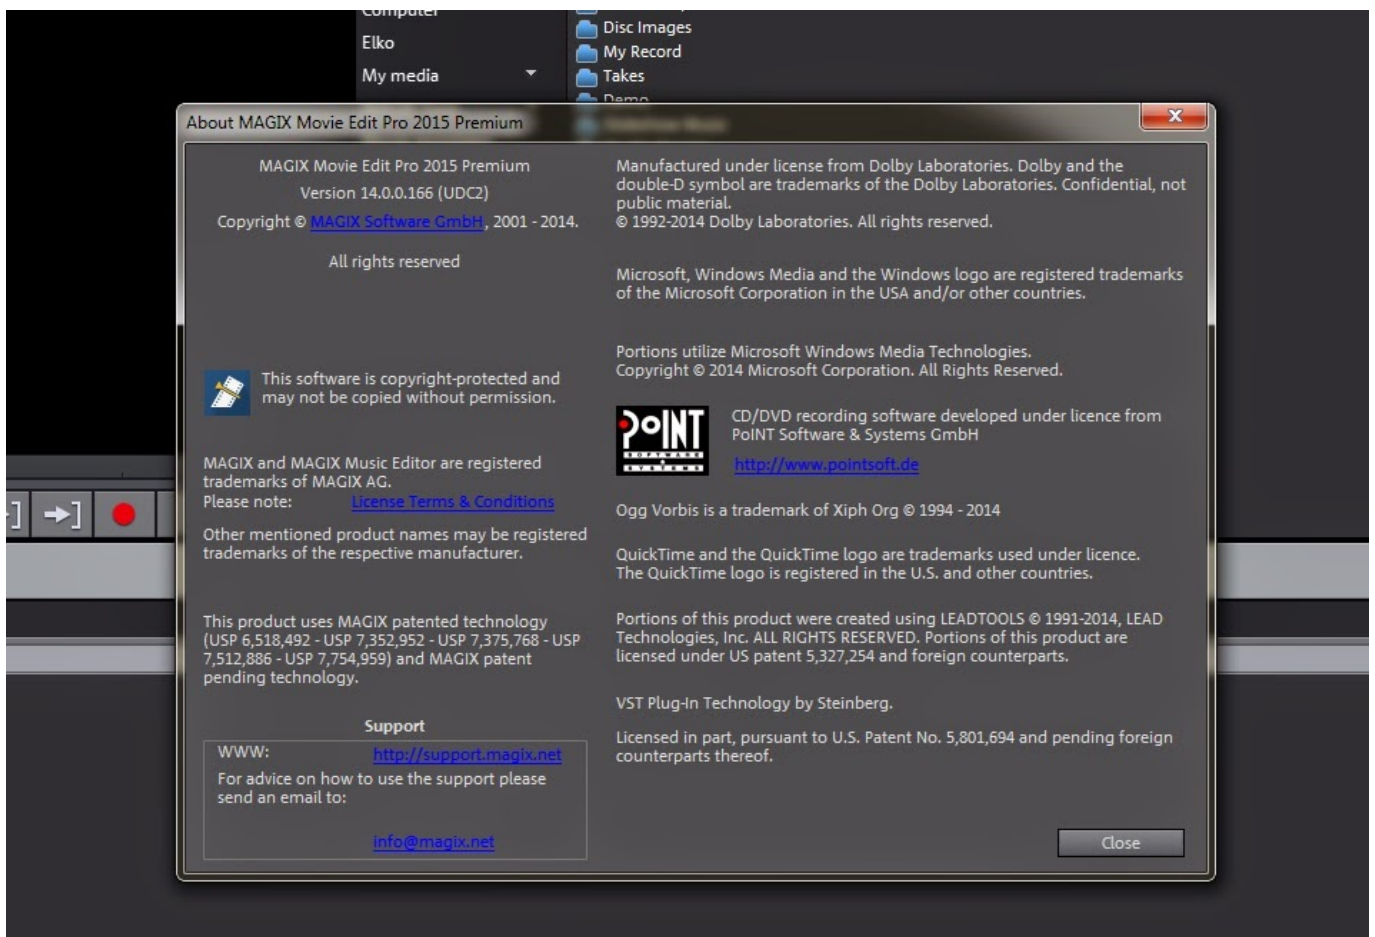 Computer
Elko
My media
Disc Images
My Record
Takes
Demo
About MAGIX Movie Edit Pro 2015 Premium
MAGIX Movie Edit Pro 2015 Premium
Version 14.0.0.166 (UDC2)
Copyright © MAGIX Software GmbH, 2001 - 2014.
All rights reserved
This software is copyright-protected and
may not be copied without permission.
MAGIX and MAGIX Music Editor are registered
trademarks of MAGIX AG.
Please note: License Terms & Conditions
Other mentioned product names may be registered
trademarks of the respective manufacturer.
This product uses MAGIX patented technology
(USP 6,518,492 - USP 7,352,952 - USP 7,375,768 - USP
7,512,886 - USP 7,754,959) and MAGIX patent
pending technology.
Support
WWW: http://support.magix.net
For advice on how to use the support please
send an email to:
info@magix.net
Manufactured under license from Dolby Laboratories. Dolby and the
double-D symbol are trademarks of the Dolby Laboratories. Confidential, not
public material.
© 1992-2014 Dolby Laboratories. All rights reserved.
Microsoft, Windows Media and the Windows logo are registered trademarks
of the Microsoft Corporation in the USA and/or other countries.
Portions utilize Microsoft Windows Media Technologies.
Copyright © 2014 Microsoft Corporation. All Rights Reserved.
PoINT
SOFTWARE
SYSTEMS
CD/DVD recording software developed under licence from
PoINT Software & Systems GmbH
http://www.pointsoft.de
Ogg Vorbis is a trademark of Xiph Org © 1994 - 2014
QuickTime and the QuickTime logo are trademarks used under licence.
The QuickTime logo is registered in the U.S. and other countries.
Portions of this product were created using LEADTOOLS © 1991-2014, LEAD
Technologies, Inc. ALL RIGHTS RESERVED. Portions of this product are
licensed under US patent 5,327,254 and foreign counterparts.
VST Plug-In Technology by Steinberg.
Licensed in part, pursuant to U.S. Patent No. 5,801,694 and pending foreign
counterparts thereof.
Close